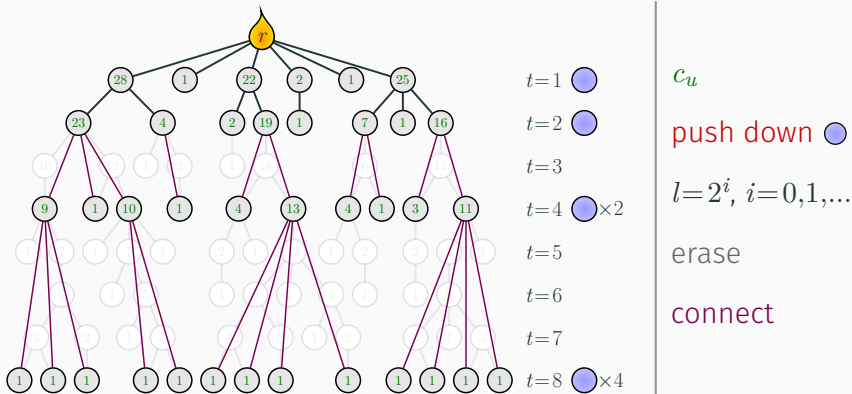 r
28 1 22 2 1 25 t=1
c_u
23 4 2 19 1 7 1 16 t=2
push down
t=3
l=2^i, i=0,1,...
9 1 10 1 4 13 4 1 3 11 t=4 ×2
t=5
erase
t=6
connect
t=7
1 1 1 1 1 1 1 1 1 1 1 1 1 t=8 ×4